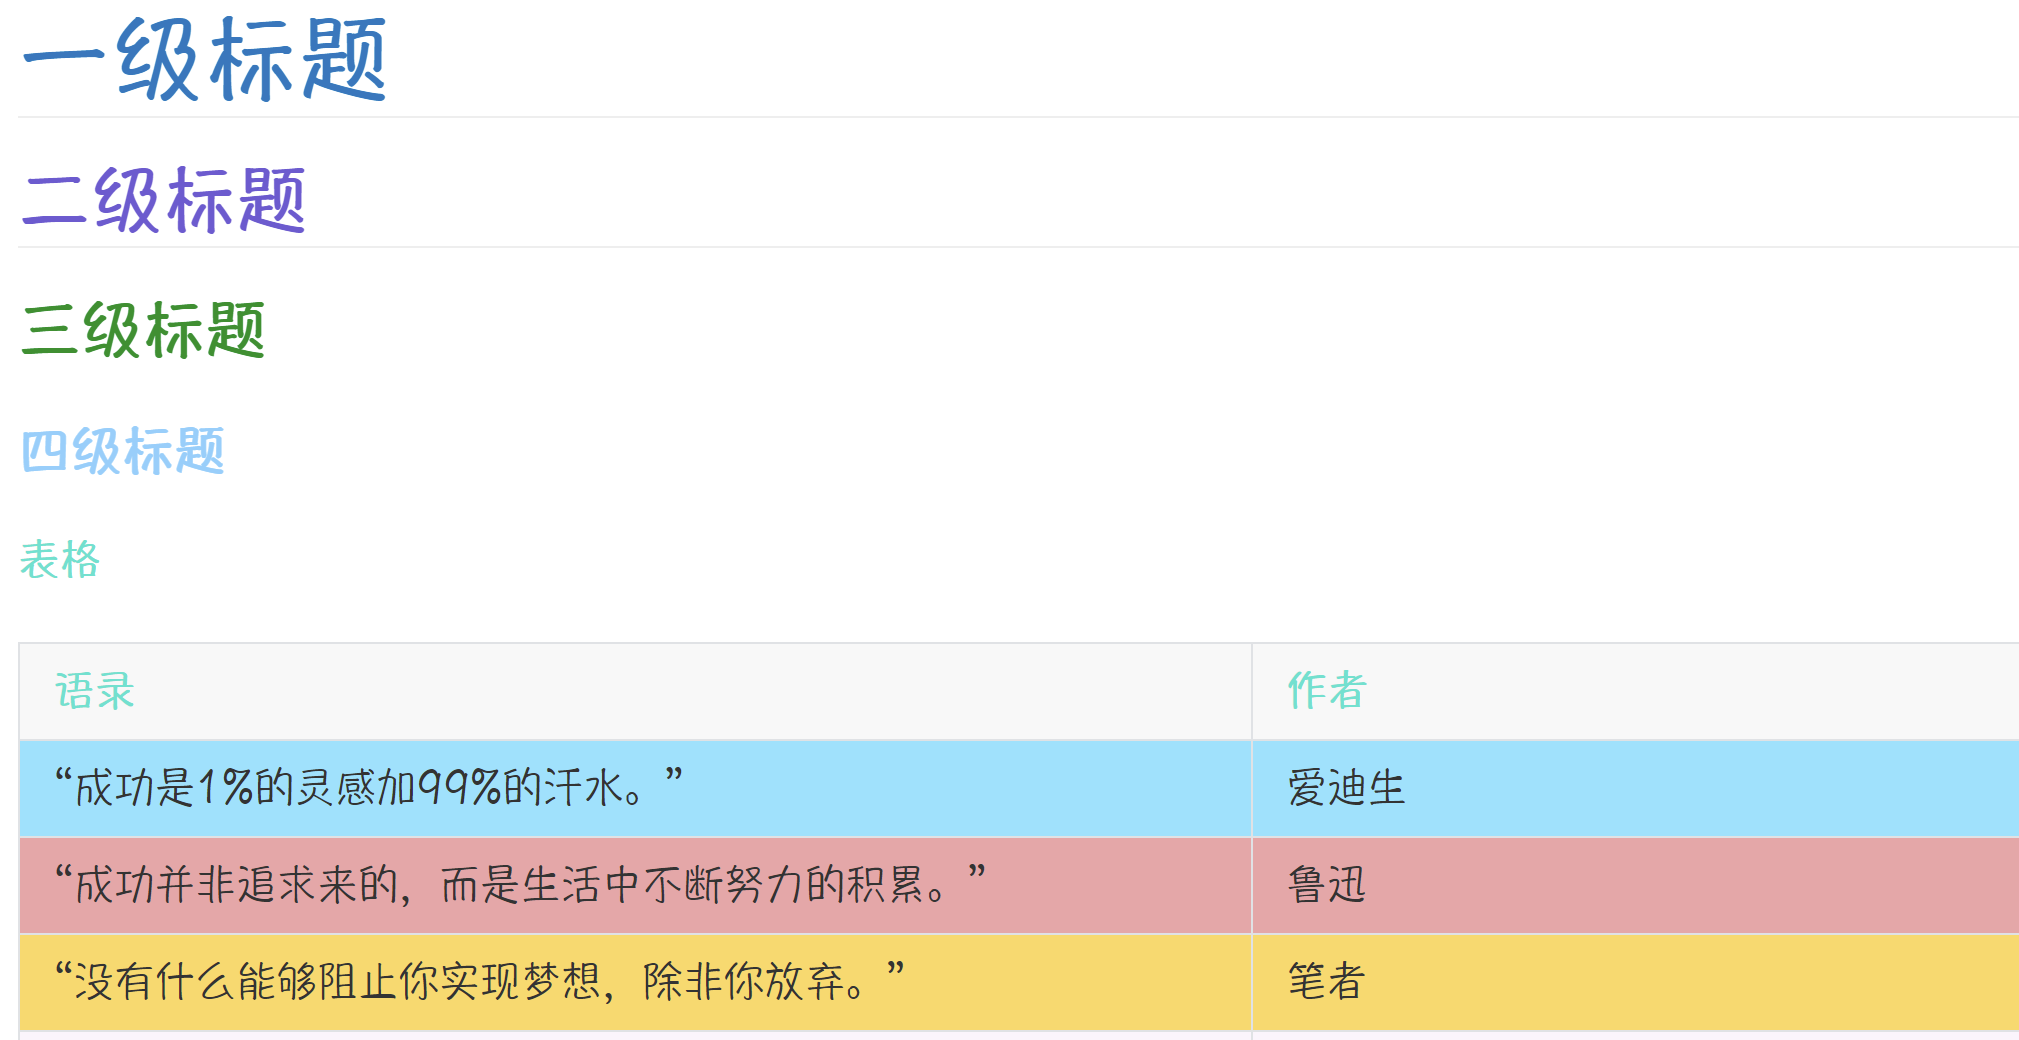 一级标题
二级标题
三级标题
四级标题
表格
语录 作者
“成功是1%的灵感加99%的汗水。” 爱迪生
“成功并非追求来的，而是生活中不断努力的积累。” 鲁迅
“没有什么能够阻止你实现梦想，除非你放弃。” 笔者